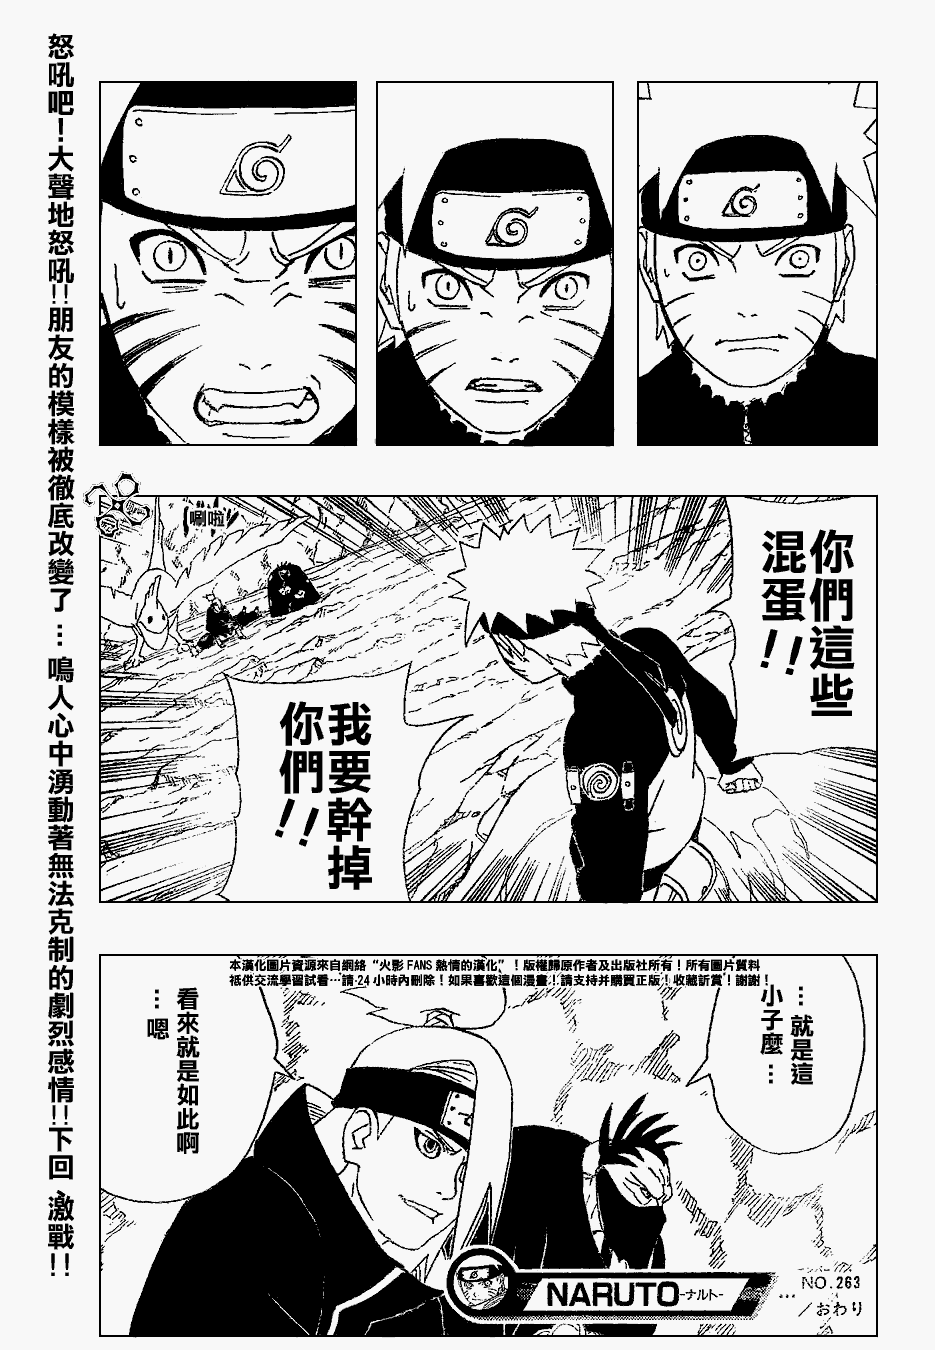 你們這些
混蛋!!
唰啦
我要幹掉
你們!!
本漢化圖片資源來自網絡“火影FANS熱情的漢化”！版權歸原作者及出版社所有！所有圖片質料
祗供交流學習試看…請24小時內刪除！如果喜歡這個漫畫！請支持并購買正版！收藏訢賞！謝謝！
…就是這
小子麼…
看來就是如此啊
…嗯
NARUTO
-ナルト-
NO.263
／おわり
怒吼吧！大聲地怒吼!!朋友的模樣被徹底改變了…鳴人心中湧動著無法克制的劇烈感情!!下回、激戰!!